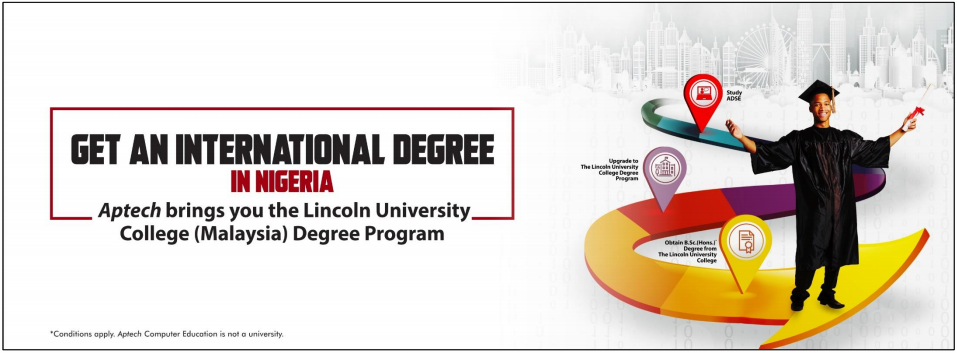 GET AN INTERNATIONAL DEGREE
IN NIGERIA
Aptech brings you the Lincoln University
College (Malaysia) Degree Program
*Conditions apply. Aptech Computer Education is not a university.
Study
ADSE
Upgrade to
The Lincoln University
College Degree
Program
Obtain B.Sc.(Hons.)*
Degree from
The Lincoln University
College